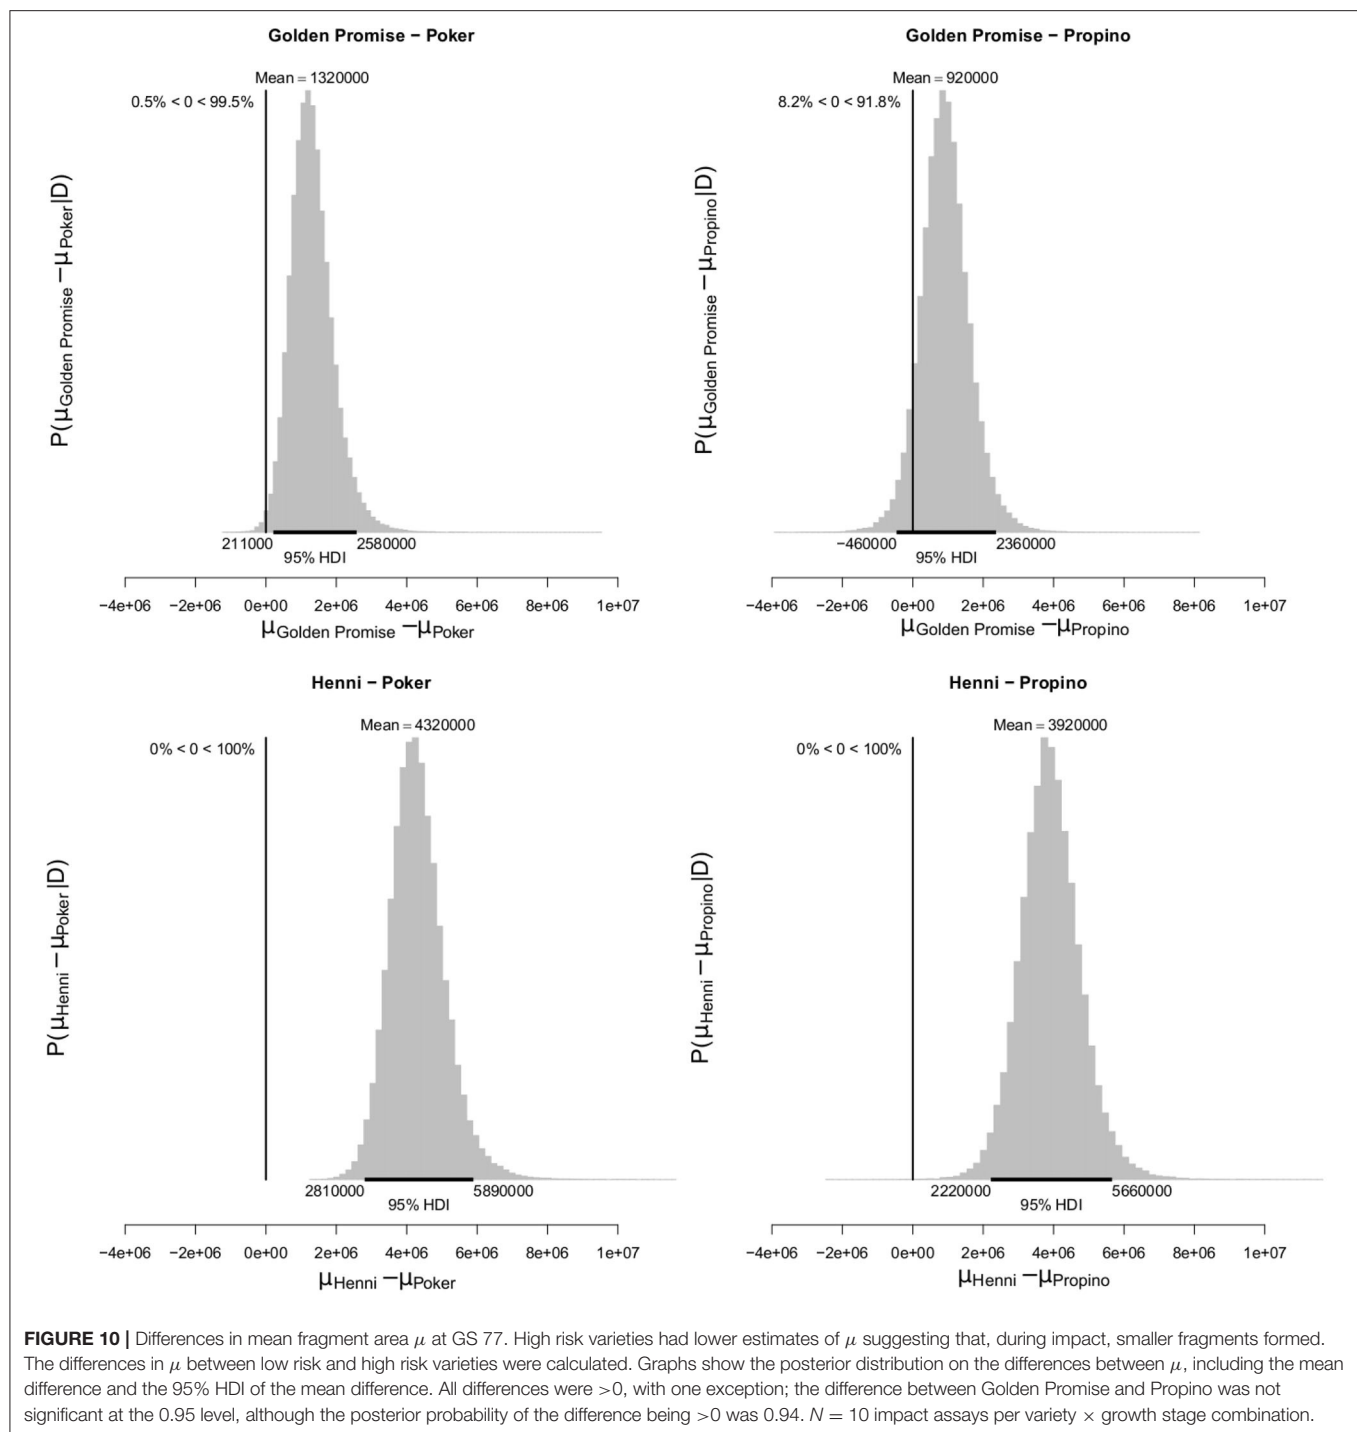 Golden Promise − Poker
Mean = 1320000
0.5% < 0 < 99.5%
P(μGolden Promise −μPoker|D)
211000
2580000
95% HDI
−4e+06 −2e+06 0e+00 2e+06 4e+06 6e+06 1e+07
μGolden Promise −μPoker
Golden Promise − Propino
Mean = 920000
8.2% < 0 < 91.8%
P(μGolden Promise −μPropino|D)
−460000
2360000
95% HDI
−4e+06 −2e+06 0e+00 2e+06 4e+06 6e+06 1e+07
μGolden Promise −μPropino
Henni − Poker
Mean = 4320000
0% < 0 < 100%
P(μHenni −μPoker|D)
2810000
5890000
95% HDI
−4e+06 −2e+06 0e+00 2e+06 4e+06 6e+06 1e+07
μHenni −μPoker
Henni − Propino
Mean = 3920000
0% < 0 < 100%
P(μHenni −μPropino|D)
2220000
5660000
95% HDI
−4e+06 −2e+06 0e+00 2e+06 4e+06 6e+06 1e+07
μHenni −μPropino
FIGURE 10 | Differences in mean fragment area μ at GS 77. High risk varieties had lower estimates of μ suggesting that, during impact, smaller fragments formed.
The differences in μ between low risk and high risk varieties were calculated. Graphs show the posterior distribution on the differences between μ, including the mean
difference and the 95% HDI of the mean difference. All differences were >0, with one exception; the difference between Golden Promise and Propino was not
significant at the 0.95 level, although the posterior probability of the difference being >0 was 0.94. N = 10 impact assays per variety × growth stage combination.